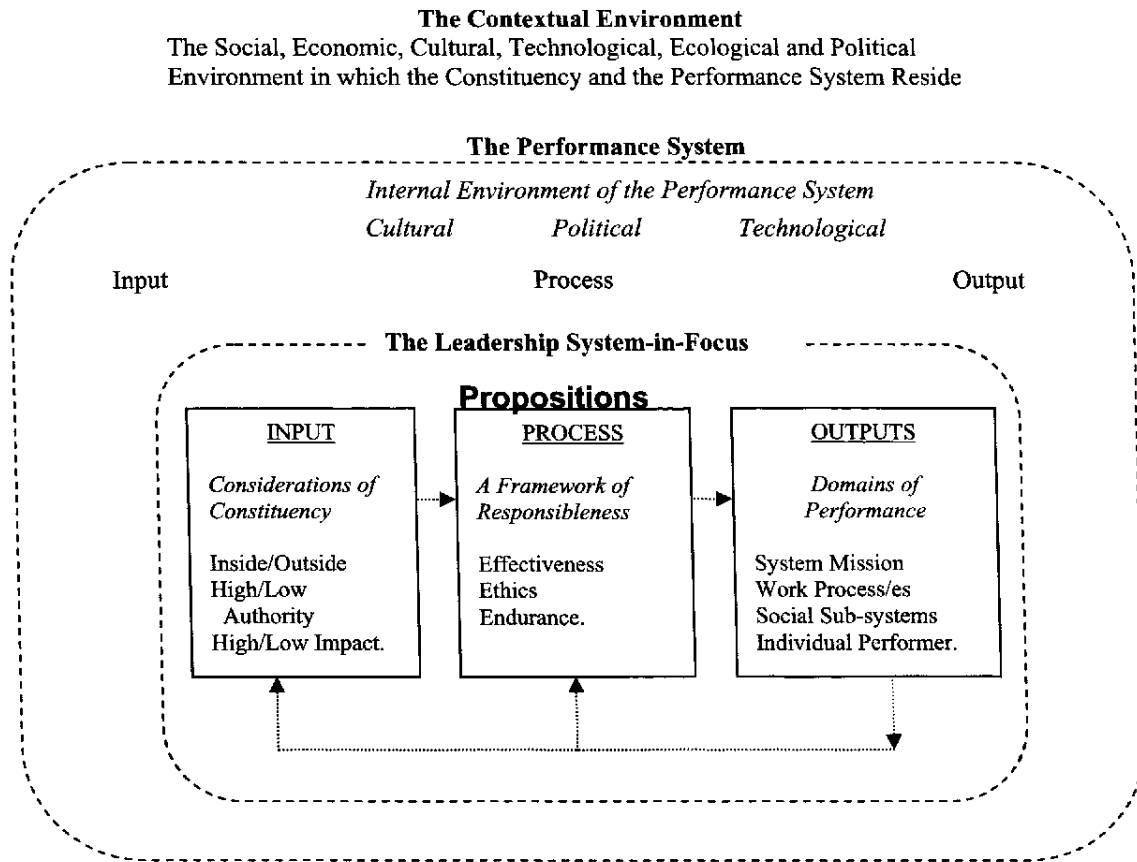 The Contextual Environment
The Social, Economic, Cultural, Technological, Ecological and Political
Environment in which the Constituency and the Performance System Reside
The Performance System
Internal Environment of the Performance System
Cultural Political Technological
Input Process Output
The Leadership System-in-Focus
Propositions
INPUT
Considerations of
Constituency
Inside/Outside
High/Low
Authority
High/Low Impact.
PROCESS
A Framework of
Responsibleness
Effectiveness
Ethics
Endurance.
OUTPUTS
Domains of
Performance
System Mission
Work Process/es
Social Sub-systems
Individual Performer.